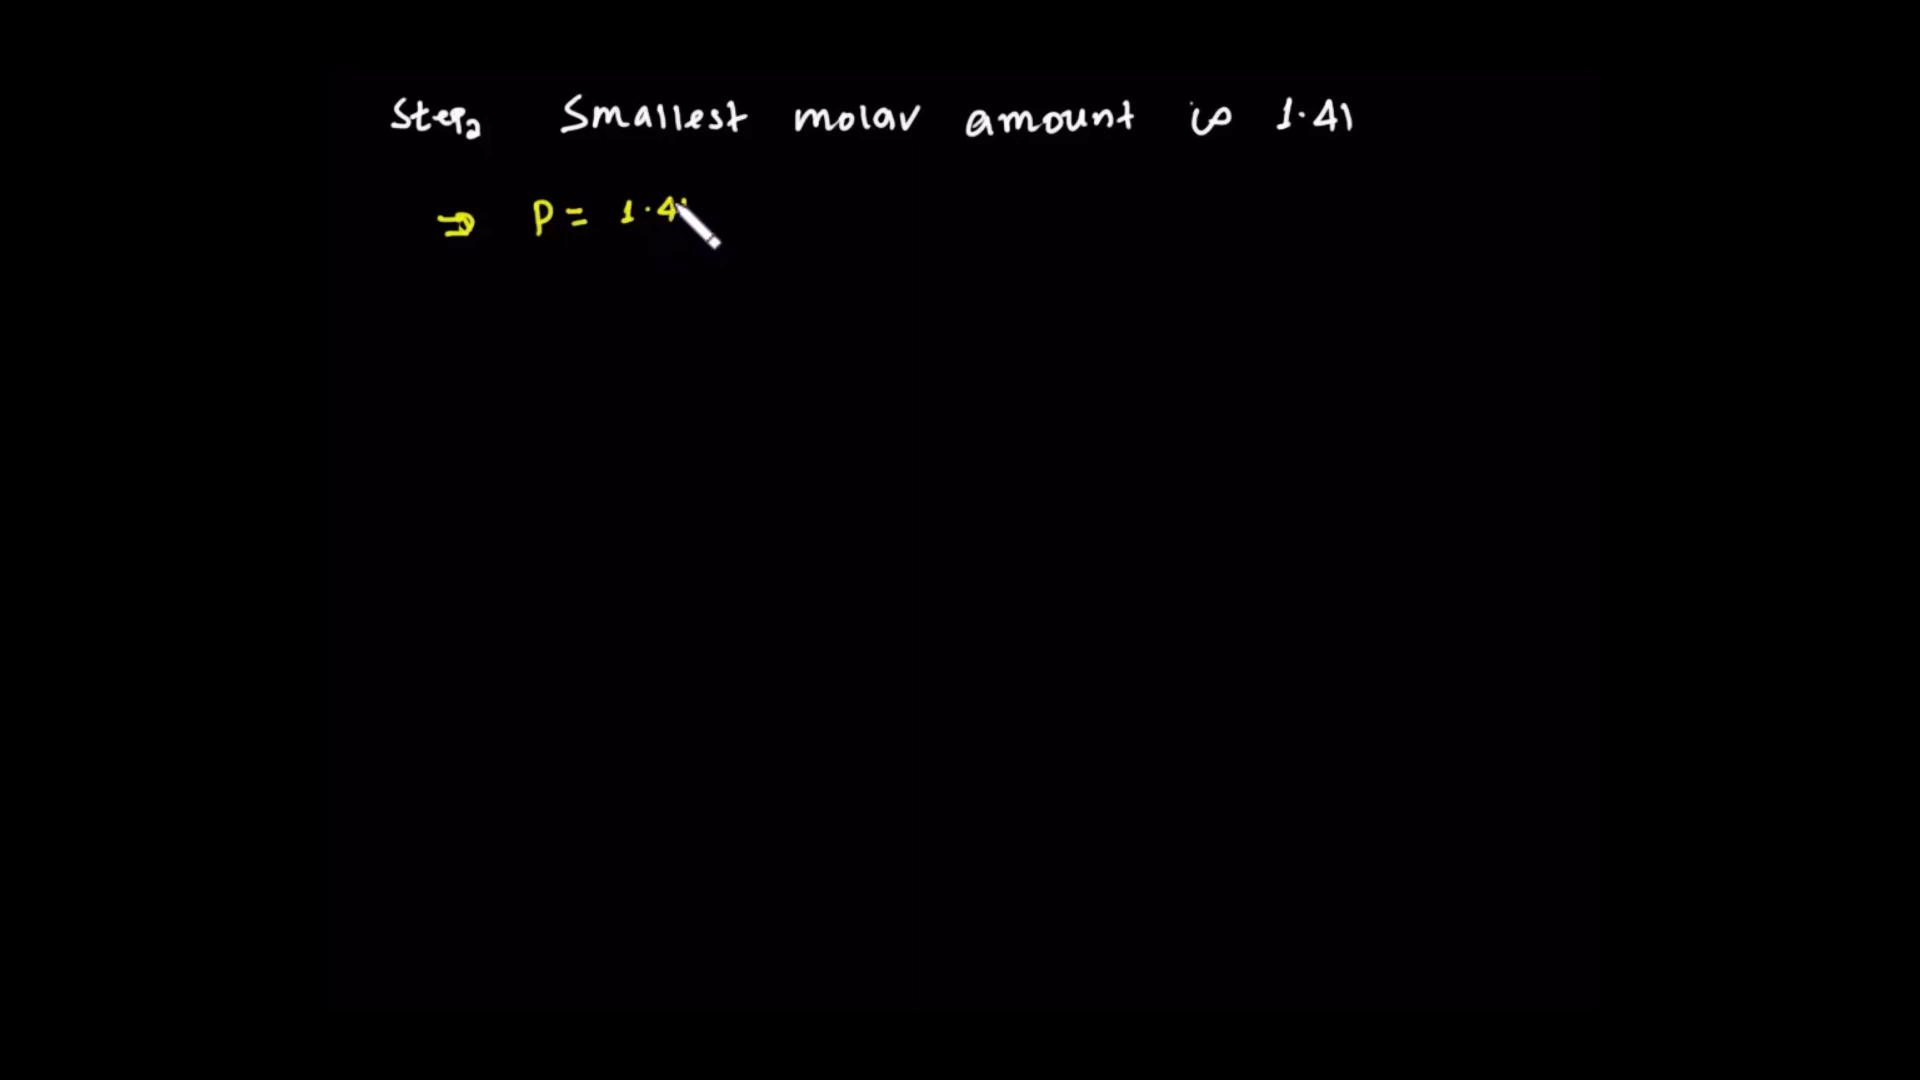 Step2 Smallest molar amount is 1.41
⇒ P = 1.4